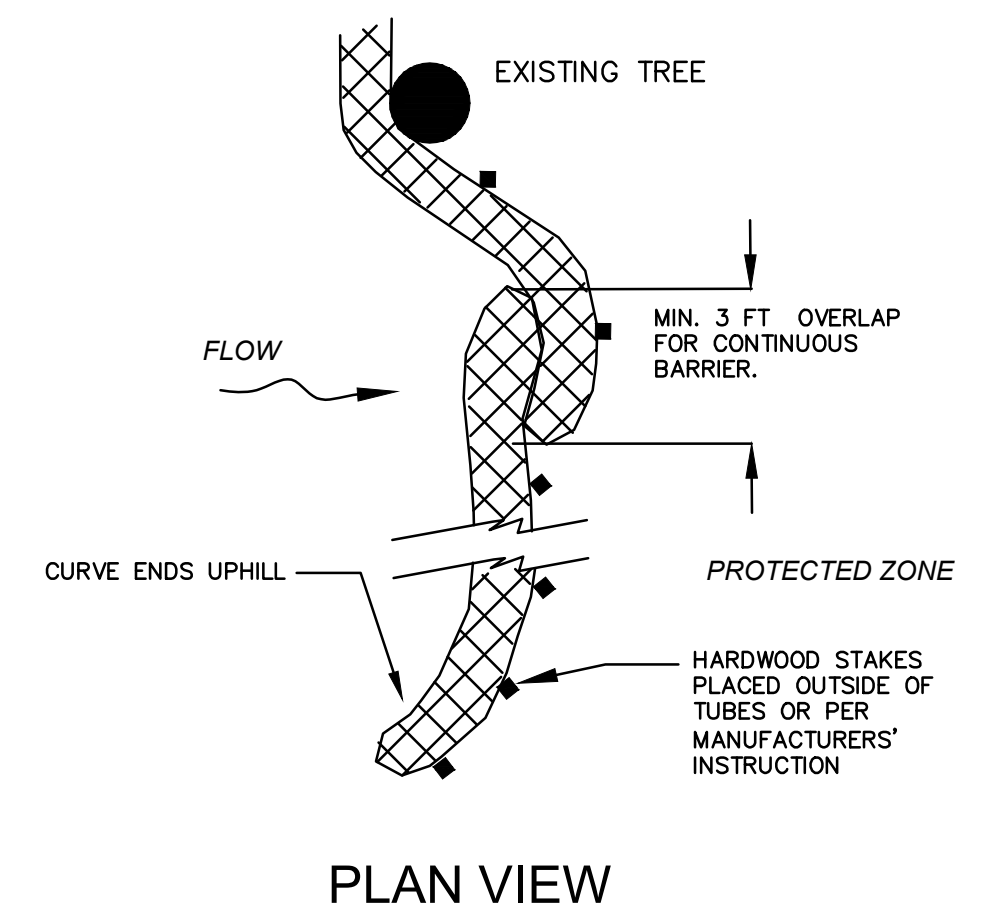 EXISTING TREE
MIN. 3 FT OVERLAP
FOR CONTINUOUS
BARRIER.
FLOW
CURVE ENDS UPHILL
PROTECTED ZONE
HARDWOOD STAKES
PLACED OUTSIDE OF
TUBES OR PER
MANUFACTURERS'
INSTRUCTION
PLAN VIEW